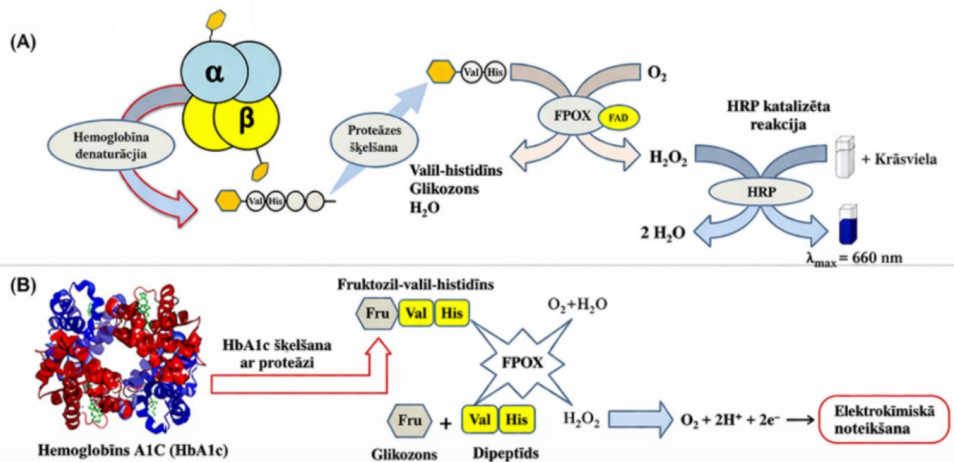 (A)
α
β
Hemoglobīna
denaturācjia
Val His
Proteāzes
šķelšana
Val His
O₂
FPOX
FAD
Valil-histidīns
Glikozons
H₂O
H₂O₂
HRP katalizēta
reakcija
+ Krāsviela
HRP
2 H₂O
λmax = 660 nm
(B)
Hemoglobīns A1C (HbA1c)
HbA1c šķelšana
ar proteāzi
Fruktozil-valil-histidīns
Fru Val His
O₂+H₂O
FPOX
Fru + Val His
Glikozons
Dipeptīds
H₂O₂
O₂ + 2H⁺ + 2e⁻
Elektroķīmiskā
noteikšana